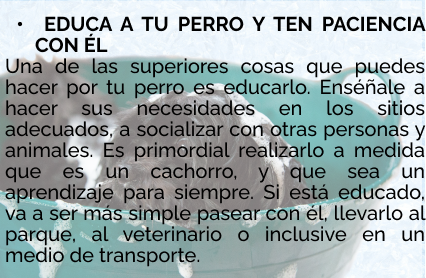 • EDUCA A TU PERRO Y TEN PACIENCIA
CON ÉL
Una de las superiores cosas que puedes
hacer por tu perro es educarlo. Enséñale a
hacer sus necesidades en los sitios
adecuados, a socializar con otras personas y
animales. Es primordial realizarlo a medida
que es un cachorro, y que sea un
aprendizaje para siempre. Si está educado,
va a ser más simple pasear con él, llevarlo al
parque, al veterinario o inclusive en un
medio de transporte.